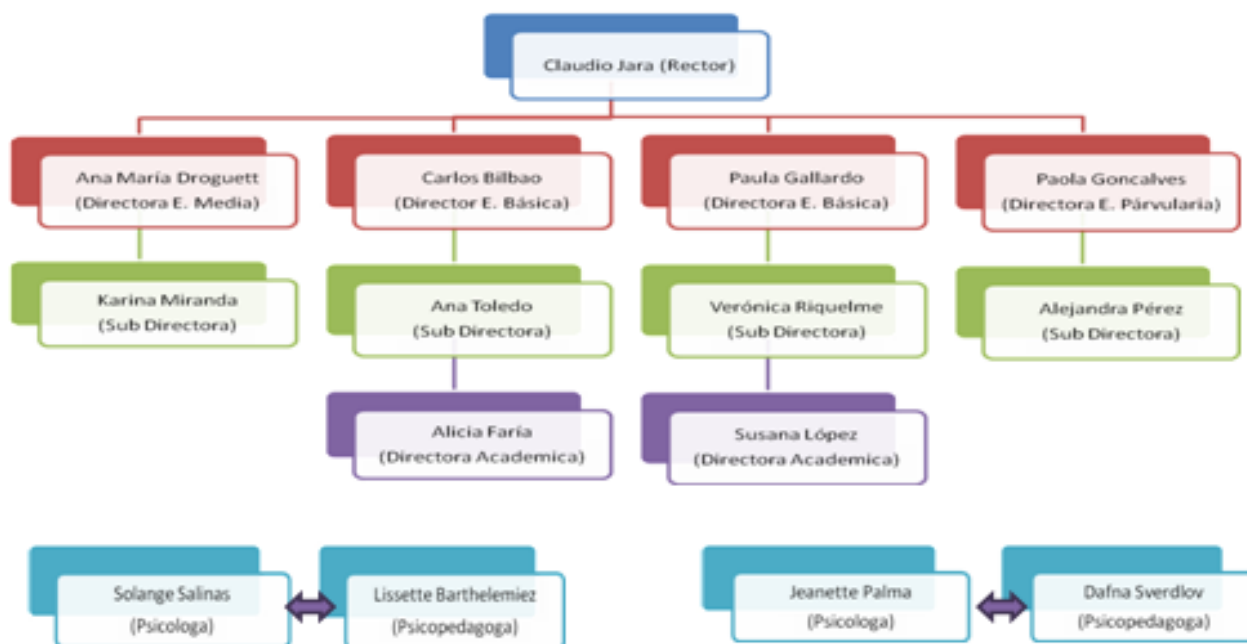 Claudio Jara (Rector)
Ana María Droguett
(Directora E. Media)
Carlos Bilbao
(Director E. Básica)
Paula Gallardo
(Directora E. Básica)
Paola Goncalves
(Directora E. Párvularia)
Karina Miranda
(Sub Directora)
Ana Toledo
(Sub Directora)
Verónica Riquelme
(Sub Directora)
Alejandra Pérez
(Sub Directora)
Alicia Faría
(Directora Academica)
Susana López
(Directora Academica)
Solange Salinas
(Psicologa)
Lissette Barthelemiez
(Psicopedagoga)
Jeanette Palma
(Psicologa)
Dafna Sverdlov
(Psicopedagoga)